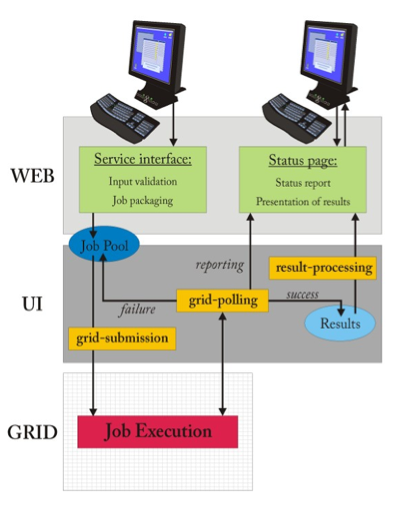 WEB
Service interface:
Input validation
Job packaging
Status page:
Status report
Presentation of results
Job Pool
reporting
result-processing
UI
grid-polling
success
failure
Results
grid-submission
GRID
Job Execution